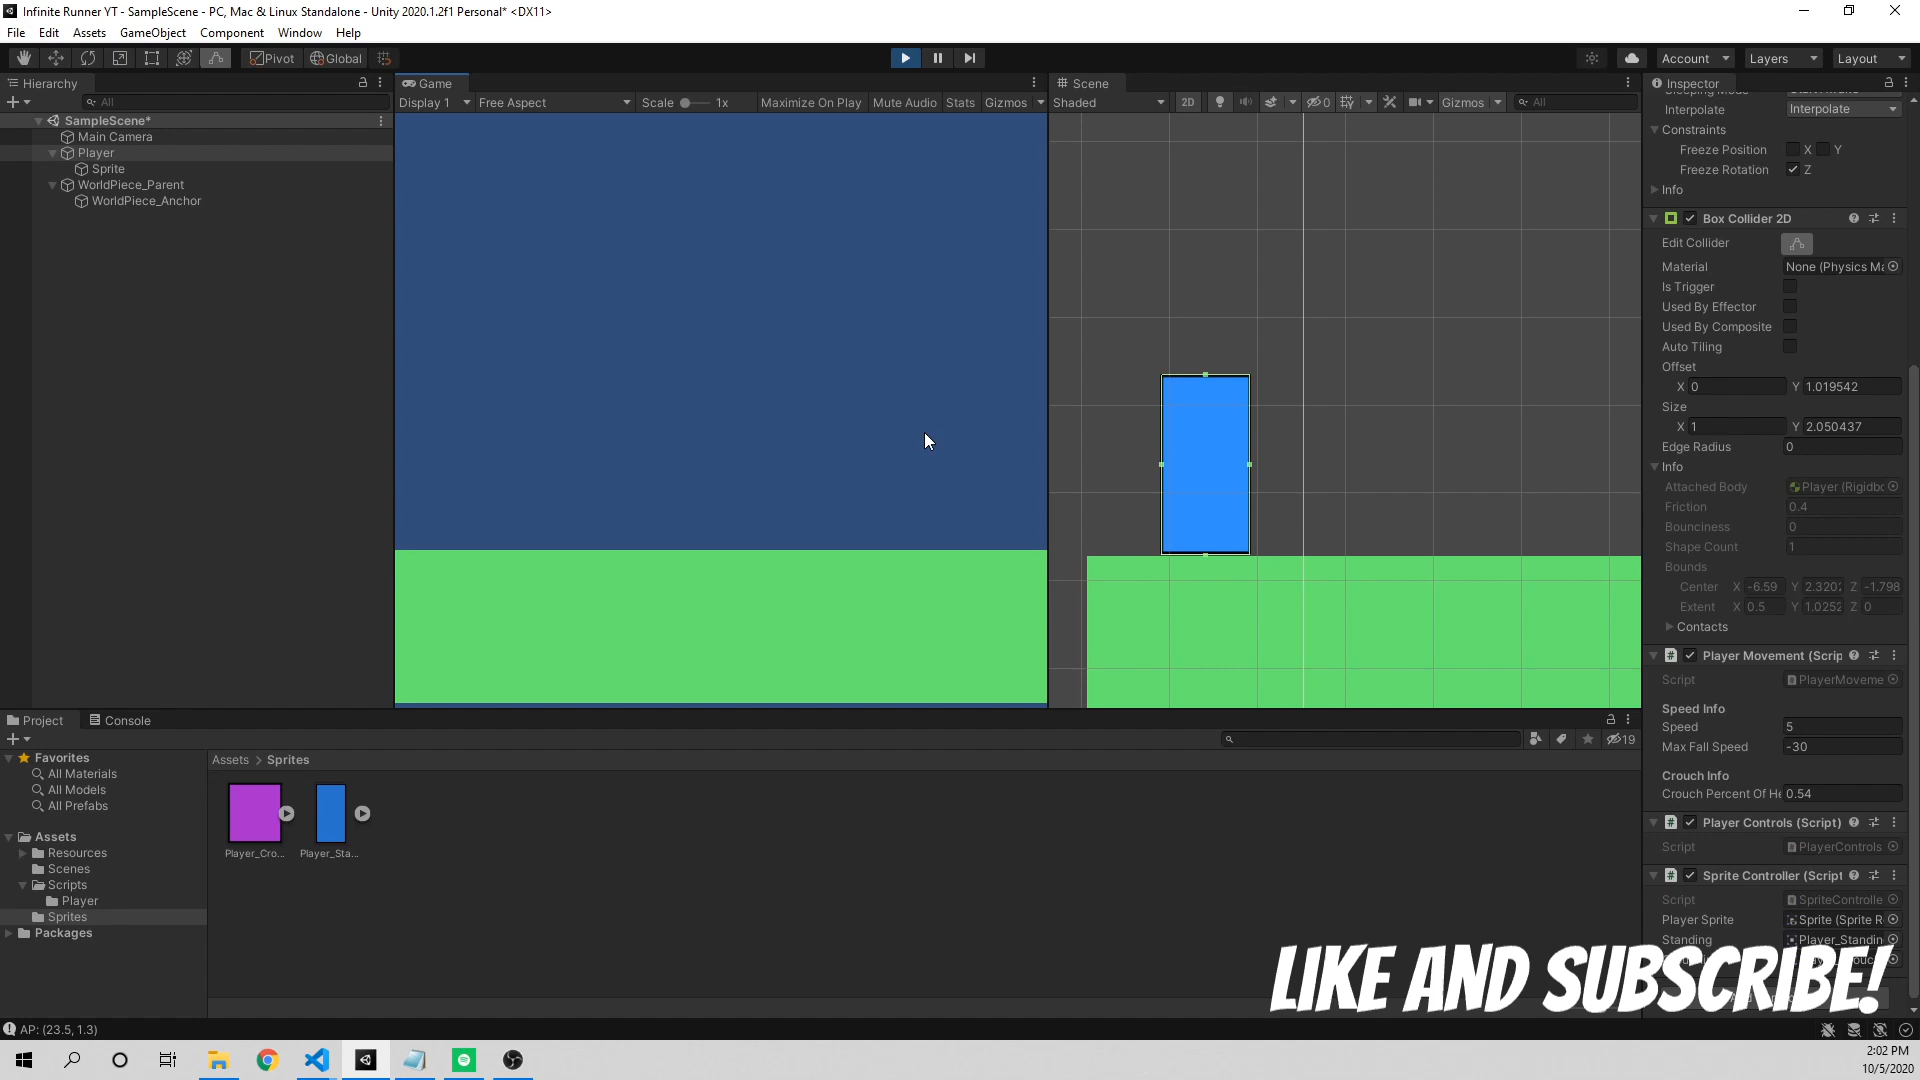 Infinite Runner YT - SampleScene - PC, Mac & Linux Standalone - Unity 2020.1.2f1 Personal* <DX11>
File Edit Assets GameObject Component Window Help
Pivot Global
Account Layers Layout
Hierarchy
All
SampleScene*
Main Camera
Player
Sprite
WorldPiece_Parent
WorldPiece_Anchor
Game
Display 1 Free Aspect Scale 1x Maximize On Play Mute Audio Stats Gizmos
Scene
Shaded 2D 0 Gizmos All
Inspector
Interpolate Interpolate
Constraints
Freeze Position X Y
Freeze Rotation Z
Info
Box Collider 2D
Edit Collider
Material None (Physics Ma
Is Trigger
Used By Effector
Used By Composite
Auto Tiling
Offset
X 0 Y 1.019542
Size
X 1 Y 2.050437
Edge Radius 0
Info
Attached Body Player (Rigidbo
Friction 0.4
Bounciness 0
Shape Count 1
Bounds
Center X -6.59 Y 2.320 Z -1.798
Extent X 0.5 Y 1.0252 Z 0
Contacts
Player Movement (Scrip
Script PlayerMoveme
Speed Info
Speed 5
Max Fall Speed -30
Crouch Info
Crouch Percent Of He 0.54
Player Controls (Script)
Script PlayerControls
Sprite Controller (Script
Script SpriteControlle
Player Sprite Sprite (Sprite R
Standing Player_Standin
LIKE AND SUBSCRIBE!
Project Console
19
Favorites
All Materials
All Models
All Prefabs
Assets
Resources
Scenes
Scripts
Player
Sprites
Packages
Assets > Sprites
Player_Cro... Player_Sta...
AP: (23.5, 1.3)
2:02 PM
10/5/2020